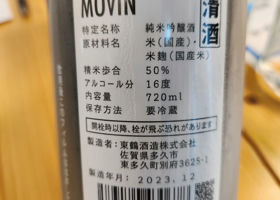 MOVIN
清酒
特定名称 純米吟醸酒
原材料名 米(国産)・
米麹(国産米)
精米歩合 50%
アルコール分 16度
内容量 720ml
保存方法 要冷蔵
開栓時以降、栓が飛ぶ恐れがあります
製造者：東鶴酒造株式会社
佐賀県多久市
東多久町別府3625-1
製造年月：2023.12